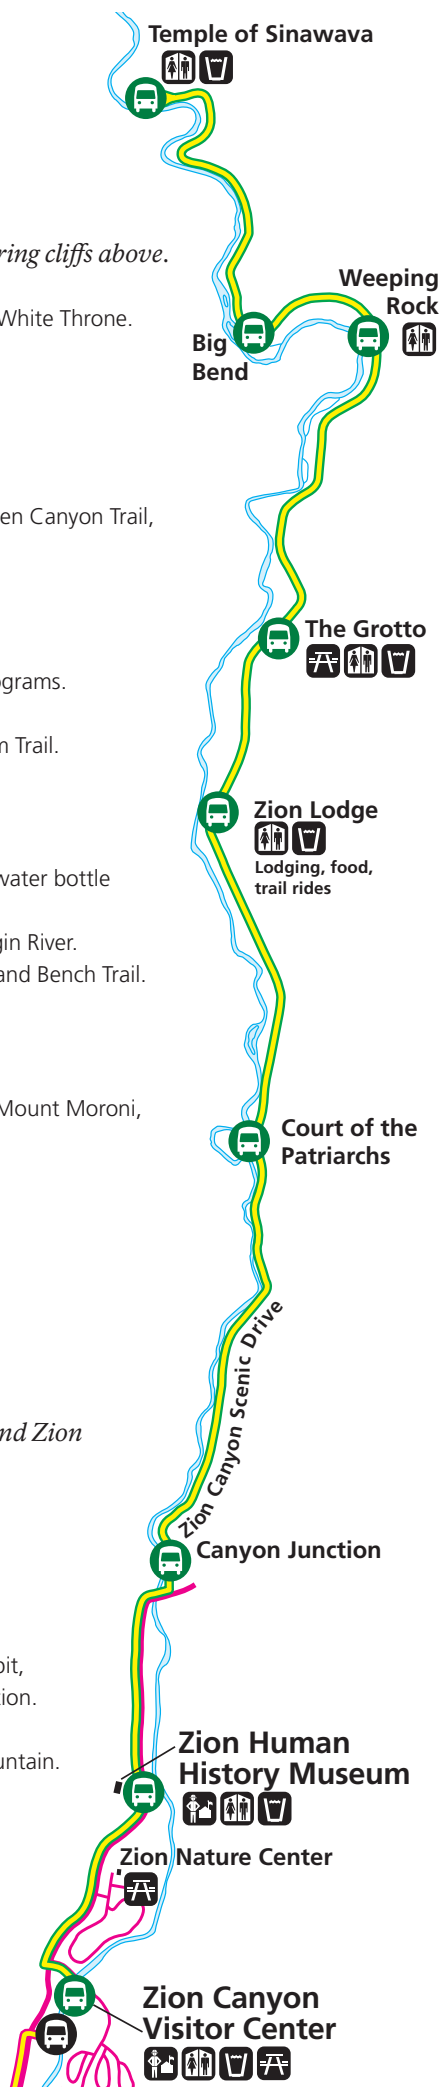 Temple of Sinawava
ring cliffs above.
Weeping
Rock
White Throne.
Big
Bend
en Canyon Trail,
The Grotto
ograms.
n Trail.
Zion Lodge
Lodging, food,
trail rides
water bottle
gin River.
and Bench Trail.
Mount Moroni,
Court of the
Patriarchs
Zion Canyon Scenic Drive
nd Zion
Canyon Junction
bit,
tion.
Zion Human
History Museum
untain.
Zion Nature Center
Zion Canyon
Visitor Center